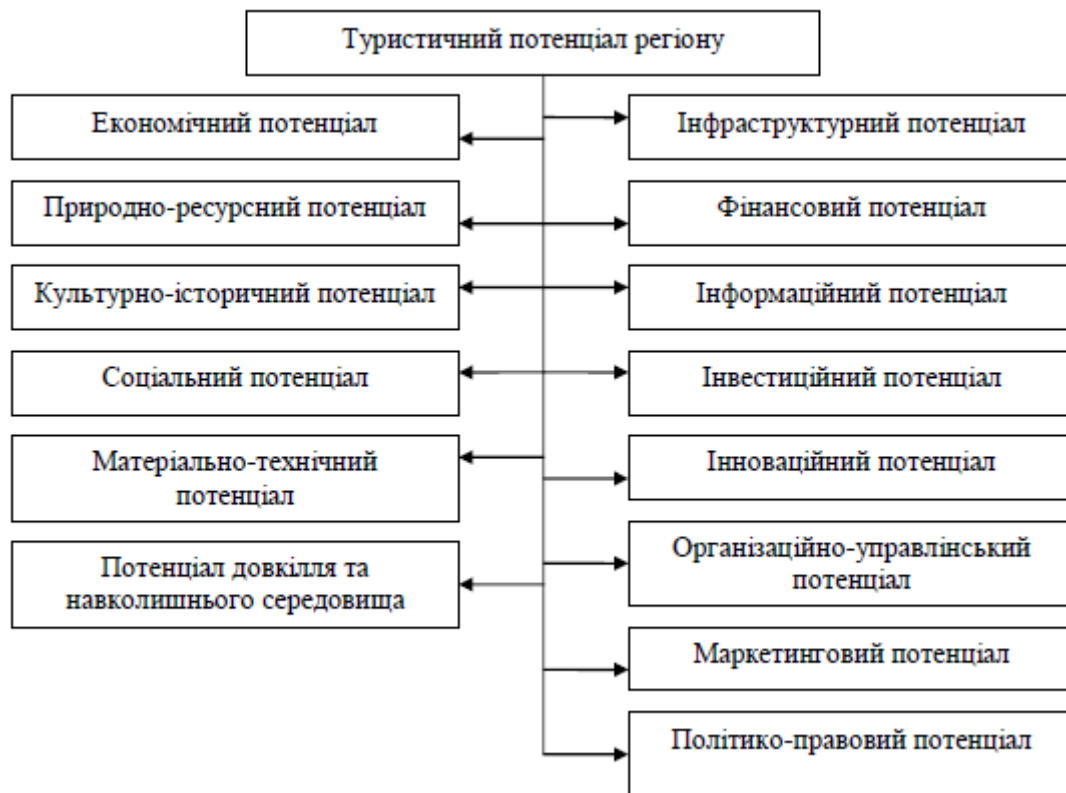 Туристичний потенціал регіону
Економічний потенціал
Інфраструктурний потенціал
Природно-ресурсний потенціал
Фінансовий потенціал
Культурно-історичний потенціал
Інформаційний потенціал
Соціальний потенціал
Інвестиційний потенціал
Матеріально-технічний
потенціал
Інноваційний потенціал
Потенціал довкілля та
навколишнього середовища
Організаційно-управлінський
потенціал
Маркетинговий потенціал
Політико-правовий потенціал